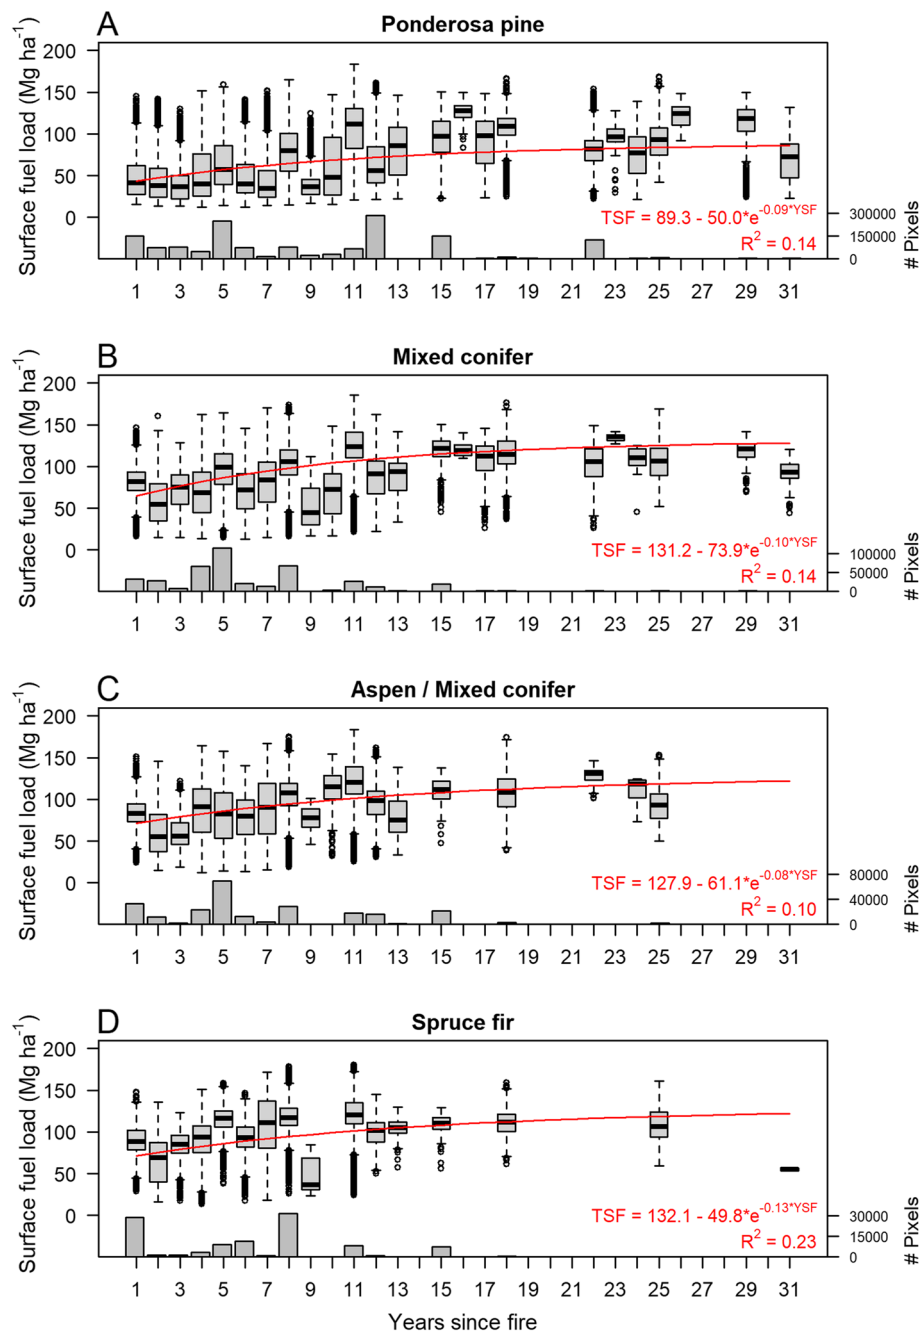 A
Ponderosa pine
Surface fuel load (Mg ha⁻¹)
200
150
100
50
0
TSF = 89.3 - 50.0*e^-0.09*YSF
R² = 0.14
300000
150000
0
# Pixels
1 3 5 7 9 11 13 15 17 19 21 23 25 27 29 31
B
Mixed conifer
Surface fuel load (Mg ha⁻¹)
200
150
100
50
0
TSF = 131.2 - 73.9*e^-0.10*YSF
R² = 0.14
100000
50000
0
# Pixels
1 3 5 7 9 11 13 15 17 19 21 23 25 27 29 31
C
Aspen / Mixed conifer
Surface fuel load (Mg ha⁻¹)
200
150
100
50
0
TSF = 127.9 - 61.1*e^-0.08*YSF
R² = 0.10
80000
40000
0
# Pixels
1 3 5 7 9 11 13 15 17 19 21 23 25 27 29 31
D
Spruce fir
Surface fuel load (Mg ha⁻¹)
200
150
100
50
0
TSF = 132.1 - 49.8*e^-0.13*YSF
R² = 0.23
30000
15000
0
# Pixels
1 3 5 7 9 11 13 15 17 19 21 23 25 27 29 31
Years since fire